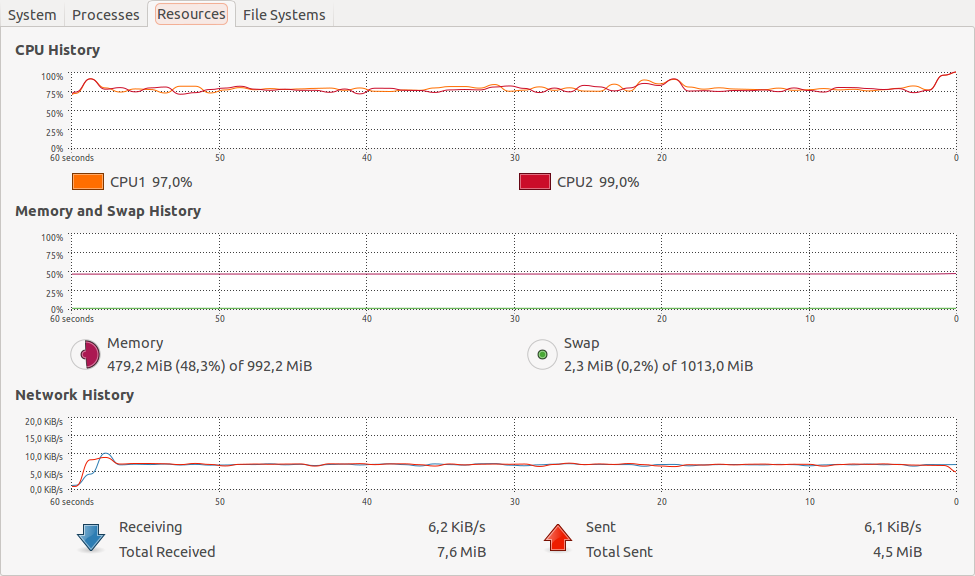 System Processes Resources File Systems
CPU History
100%
75%
50%
25%
0%
60 seconds 50 40 30 20 10 0
CPU1 97,0% CPU2 99,0%
Memory and Swap History
100%
75%
50%
25%
0%
60 seconds 50 40 30 20 10 0
Memory Swap
479,2 MiB (48,3%) of 992,2 MiB 2,3 MiB (0,2%) of 1013,0 MiB
Network History
20,0 KiB/s
15,0 KiB/s
10,0 KiB/s
5,0 KiB/s
0,0 KiB/s
60 seconds 50 40 30 20 10 0
Receiving 6,2 KiB/s Sent 6,1 KiB/s
Total Received 7,6 MiB Total Sent 4,5 MiB